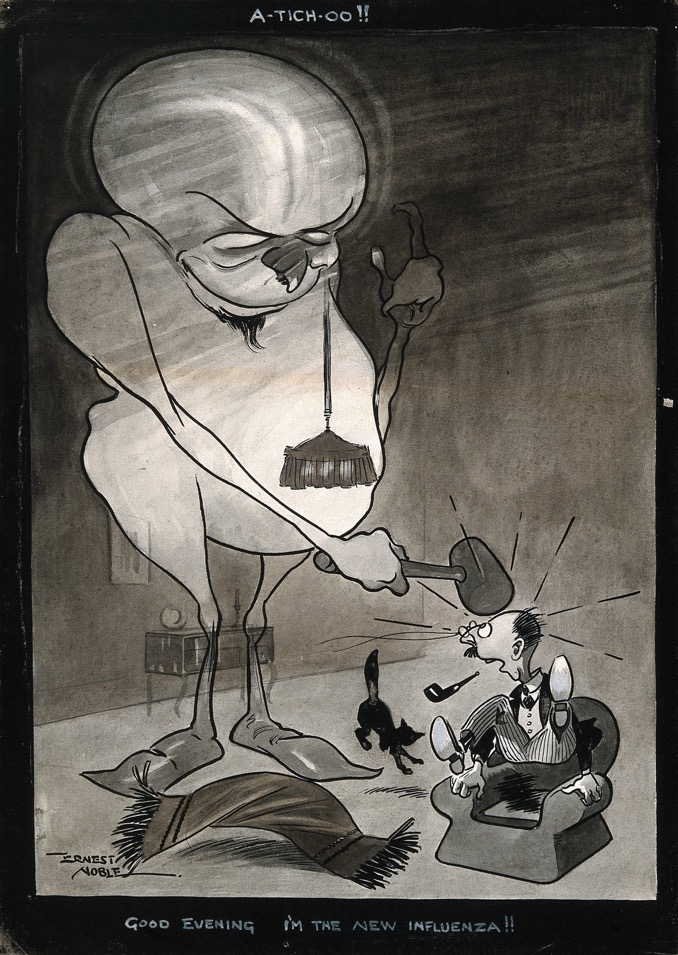 A-TICH-OO!!
ERNEST
NOBLE
GOOD EVENING I'M THE NEW INFLUENZA!!